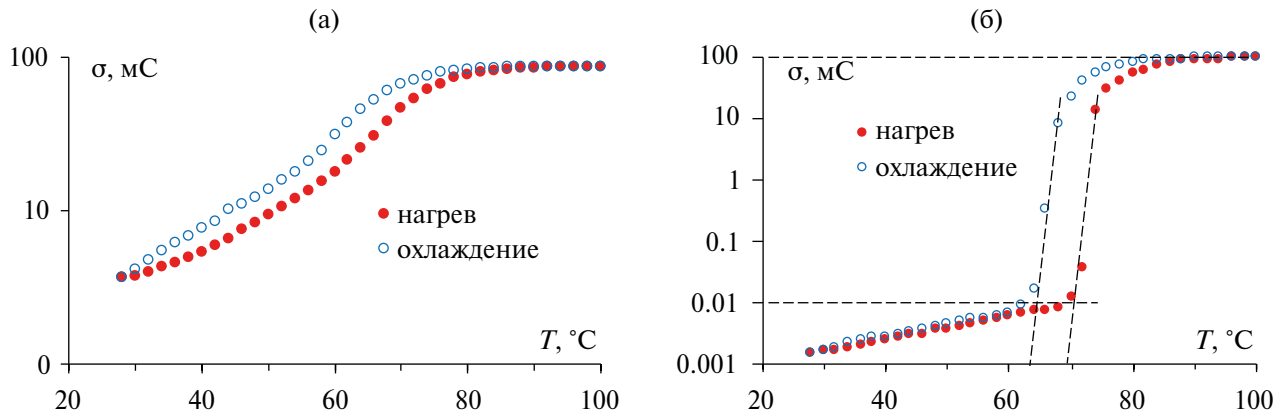 (а)
100
σ, мС
10
нагрев
охлаждение
T, °C
0
20
40
60
80
100
(б)
100
σ, мС
10
нагрев
охлаждение
1
0.1
0.01
T, °C
0.001
20
40
60
80
100